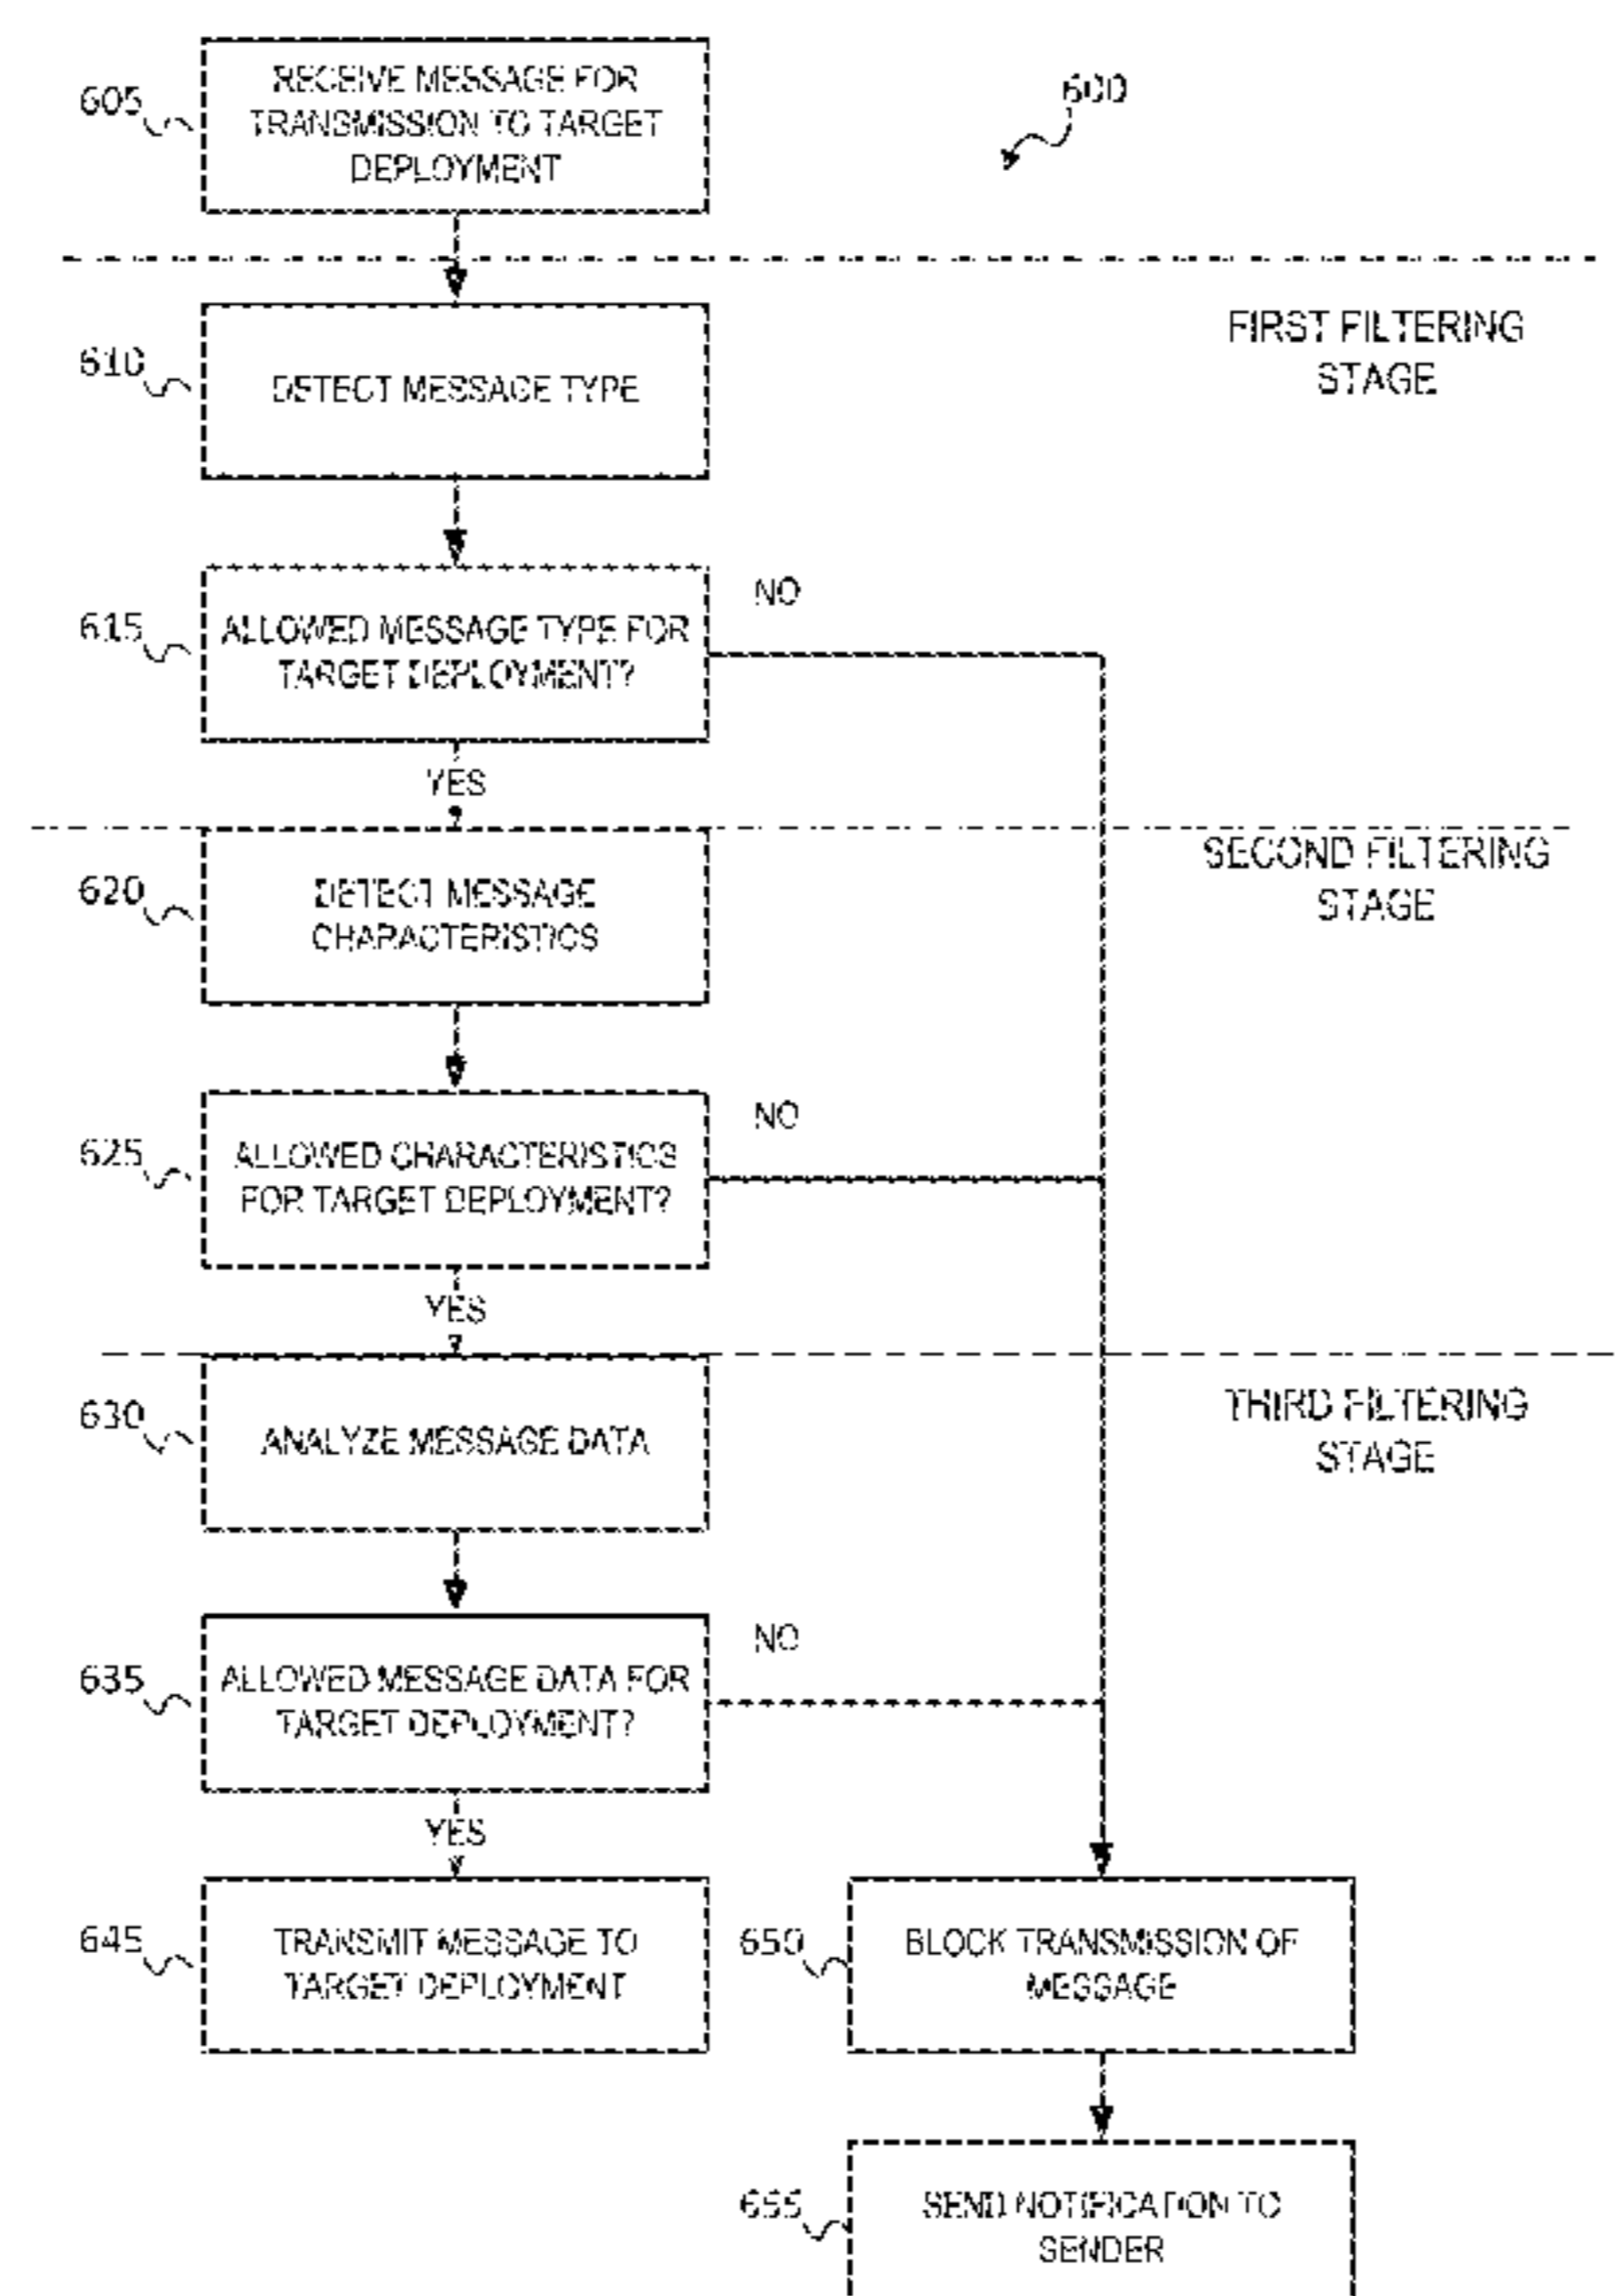 605
RECEIVE MESSAGE FOR
TRANSMISSION TO TARGET
DEPLOYMENT
600
610
DETECT MESSAGE TYPE
FIRST FILTERING
STAGE
615
ALLOWED MESSAGE TYPE FOR
TARGET DEPLOYMENT?
NO
YES
620
DETECT MESSAGE
CHARACTERISTICS
SECOND FILTERING
STAGE
625
ALLOWED CHARACTERISTICS
FOR TARGET DEPLOYMENT?
NO
YES
630
ANALYZE MESSAGE DATA
THIRD FILTERING
STAGE
635
ALLOWED MESSAGE DATA FOR
TARGET DEPLOYMENT?
NO
YES
645
TRANSMIT MESSAGE TO
TARGET DEPLOYMENT
650
BLOCK TRANSMISSION OF
MESSAGE
655
SEND NOTIFICATION TO
SENDER